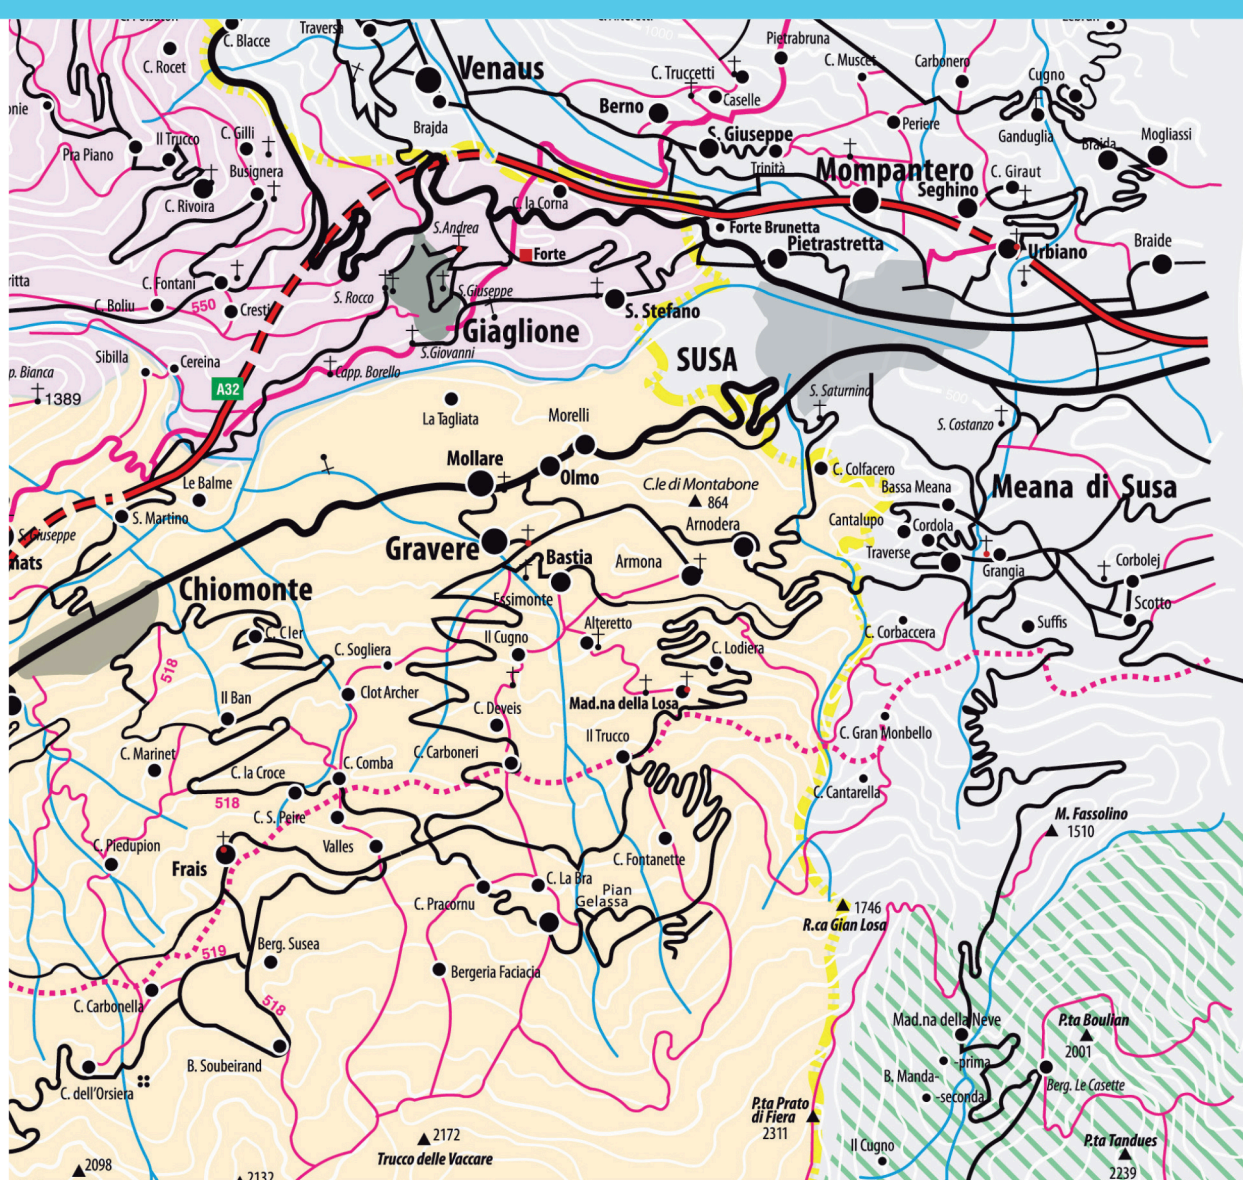 C. Blacce
Traversa
1000
Pietrabruna
C. Rocet
Venaus
C. Truccetti
C. Muscet
Carbonero
Cugno
Caselle
Berno
Brajda
Periere
Ganduglia
Il Trucco
C. Gilli
S. Giuseppe
Mogliassi
Braida
Pra Piano
Busignera
Trinità
Mompantero
C. Giraut
Seghino
C. Rivoira
C. la Corna
S.Andrea
Forte Brunetta
Pietrastretta
Urbiano
Braide
Forte
C. Fontani
S. Rocco
S.Giuseppe
C. Boliu
550
Cresti
S. Stefano
Giaglione
S.Giovanni
Sibilla
Cereina
SUSA
p. Bianca
Capp. Borello
1389
A32
S. Saturnino
500
La Tagliata
Morelli
S. Costanzo
Mollare
Olmo
C. Colfacero
Le Balme
C.le di Montabone
864
Bassa Meana
Meana di Susa
S. Martino
Arnodera
Cantalupo
Cordola
S. Giuseppe
Gravere
Bastia
Armona
Traverse
Grangia
Corbolej
Chiomonte
Essimonte
Scotto
Alteretto
Suffis
C. Cler
Il Cugno
C. Corbaccera
C. Sogliera
C. Lodiera
518
Il Ban
Clot Archer
Mad.na della Losa
C. Deveis
Il Trucco
C. Gran Monbello
C. Marinet
C. Carboneri
C. la Croce
C. Comba
C. Cantarella
518
C. S. Peire
M. Fassolino
1510
C. Piedupion
Valles
C. Fontanette
Frais
C. La Bra
Pian
Gelassa
C. Pracornu
1746
R.ca Gian Losa
519
Berg. Susea
Bergeria Faciacia
C. Carbonella
518
Mad.na della Neve
P.ta Boulian
2001
B. Soubeirand
-prima
B. Manda-
-seconda
Berg. Le Casette
C. dell'Orsiera
P.ta Prato
di Fiera
2311
2172
Trucco delle Vaccare
Il Cugno
P.ta Tandues
2239
2098
2132